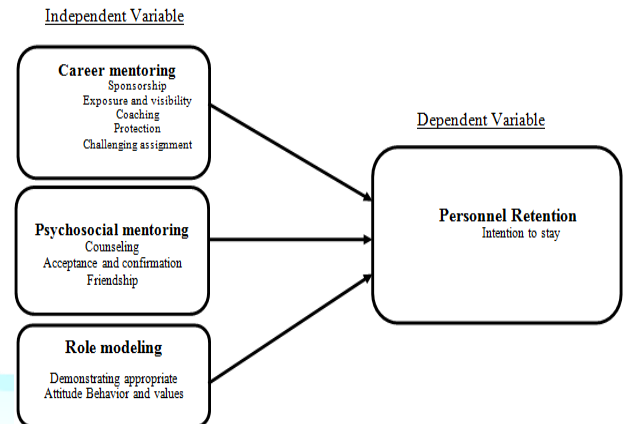 Independent Variable
Career mentoring
Sponsorship
Exposure and visibility
Coaching
Protection
Challenging assignment
Psychosocial mentoring
Counseling
Acceptance and confirmation
Friendship
Role modeling
Demonstrating appropriate
Attitude Behavior and values
Dependent Variable
Personnel Retention
Intention to stay